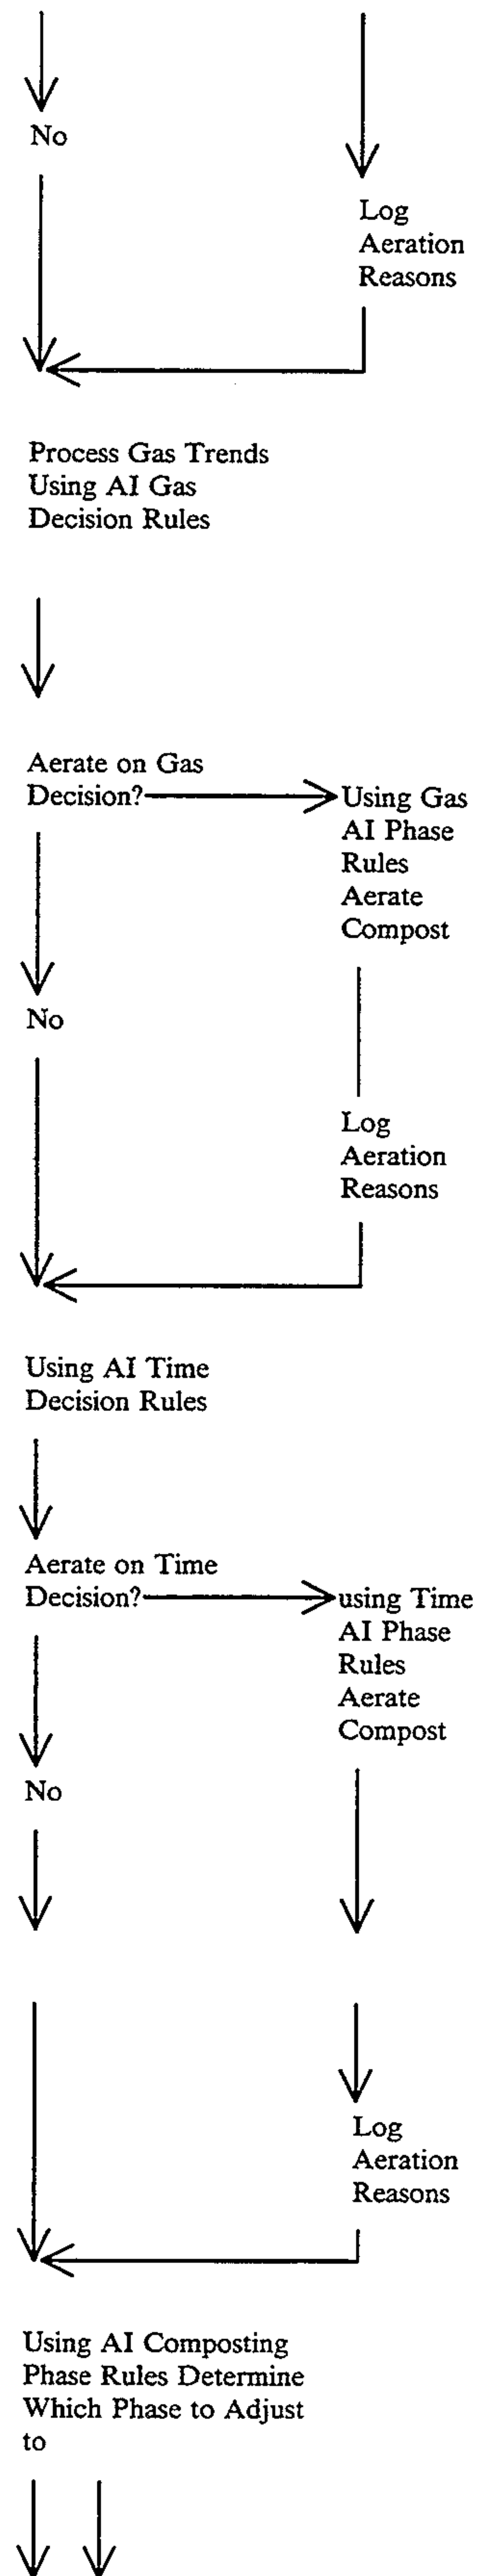 No
Log
Aeration
Reasons
Process Gas Trends
Using AI Gas
Decision Rules
Aerate on Gas
Decision?
Using Gas
AI Phase
Rules
Aerate
Compost
No
Log
Aeration
Reasons
Using AI Time
Decision Rules
Aerate on Time
Decision?
using Time
AI Phase
Rules
Aerate
Compost
No
Log
Aeration
Reasons
Using AI Composting
Phase Rules Determine
Which Phase to Adjust
to